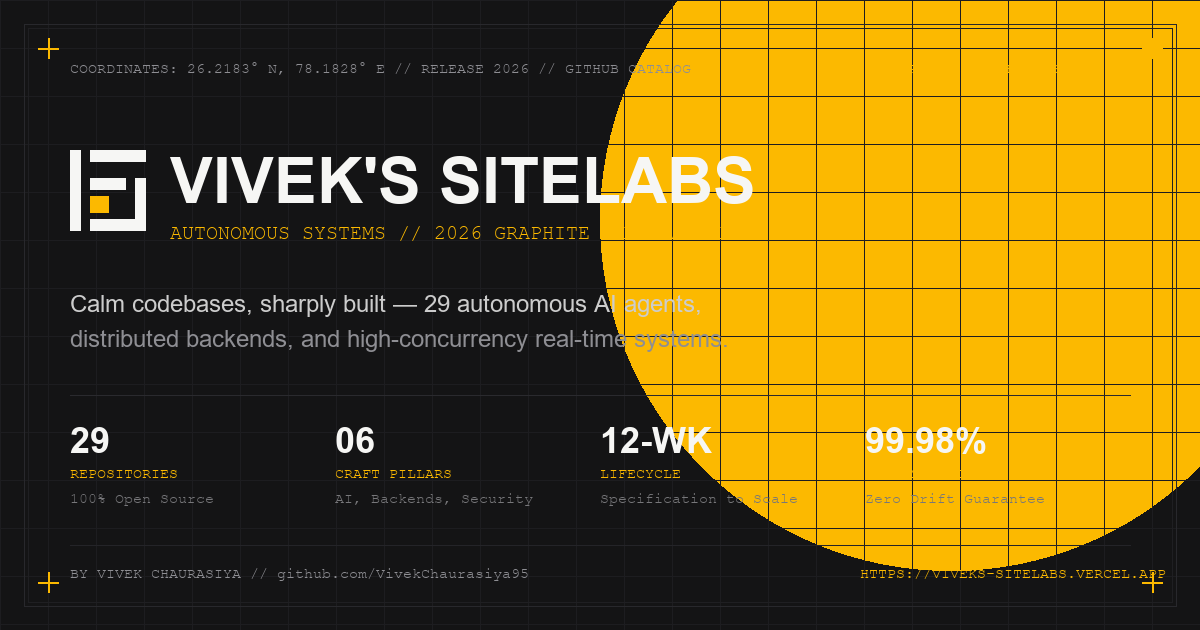 COORDINATES: 26.2183° N, 78.1828° E // RELEASE 2026 // GITHUB CATALOG
VIVEK'S SITELABS
AUTONOMOUS SYSTEMS // 2026 GRAPHITE
Calm codebases, sharply built — 29 autonomous AI agents,
distributed backends, and high-concurrency real-time systems.
29
06
12-WK
99.98%
REPOSITORIES
CRAFT PILLARS
LIFECYCLE
100% Open Source
AI, Backends, Security
Specification to Scale
Zero Drift Guarantee
BY VIVEK CHAURASIYA // github.com/VivekChaurasiya95
HTTPS://VIVEKS-SITELABS.VERCEL.APP